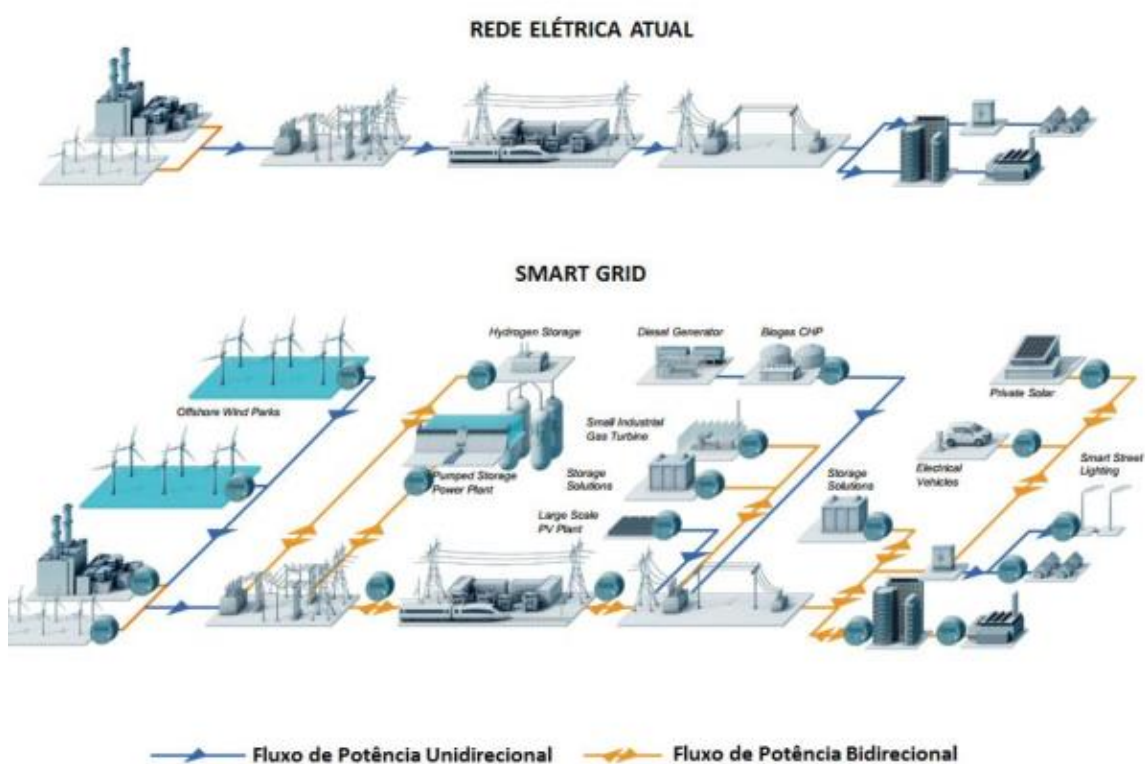 REDE ELÉTRICA ATUAL
SMART GRID
Hydrogen Storage
Diesel Generator
Biogas CHP
Offshore Wind Parks
Private Solar
Small Industrial
Gas Turbine
Pumped Storage
Power Plant
Storage
Solutions
Large Scale
PV Plant
Storage
Solutions
Electrical
Vehicles
Smart Street
Lighting
Fluxo de Potência Unidirecional
Fluxo de Potência Bidirecional